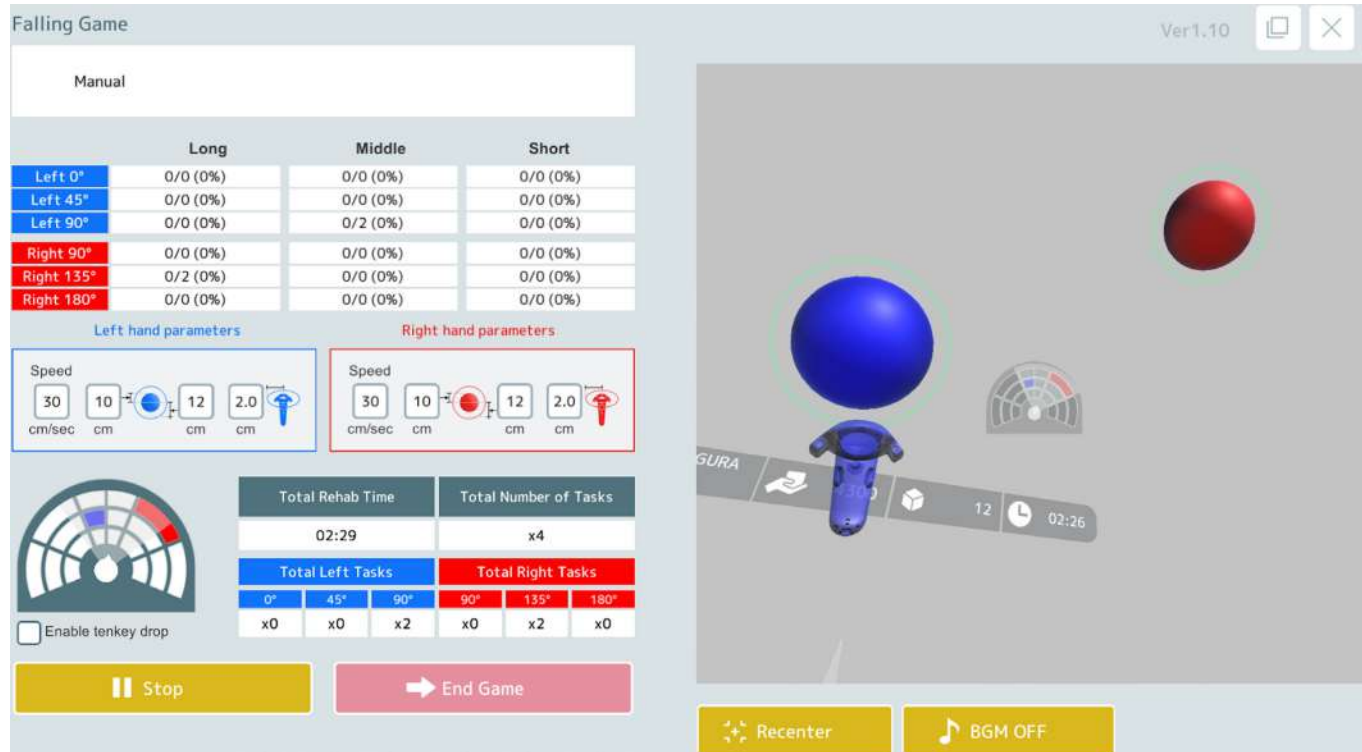 Falling Game
Ver1.10
Manual
Long Middle Short
Left 0° 0/0 (0%) 0/0 (0%) 0/0 (0%)
Left 45° 0/0 (0%) 0/0 (0%) 0/0 (0%)
Left 90° 0/0 (0%) 0/2 (0%) 0/0 (0%)
Right 90° 0/0 (0%) 0/0 (0%) 0/0 (0%)
Right 135° 0/2 (0%) 0/0 (0%) 0/0 (0%)
Right 180° 0/0 (0%) 0/0 (0%) 0/0 (0%)
Left hand parameters Right hand parameters
Speed Speed
30 10 12 2.0 30 10 12 2.0
cm/sec cm cm cm cm/sec cm cm cm
Total Rehab Time Total Number of Tasks
02:29 x4
Total Left Tasks Total Right Tasks
0° 45° 90° 90° 135° 180°
x0 x0 x2 x0 x2 x0
Enable tenkey drop
Stop End Game
GURA 12 02:26
Recenter BGM OFF